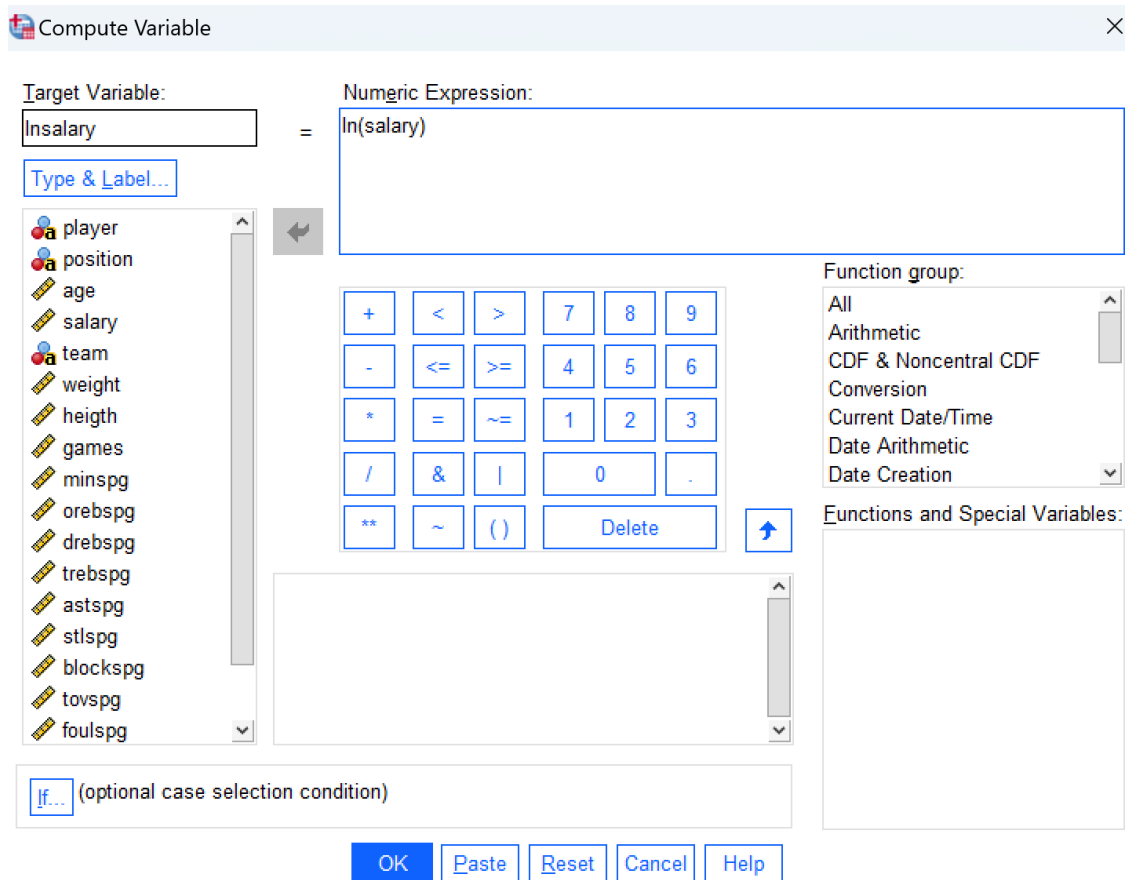 Compute Variable
Target Variable:
lnsalary
=
Type & Label...
Numeric Expression:
ln(salary)
player
position
age
salary
team
weight
heigth
games
minspg
orebspg
drebspg
trebspg
astspg
stlspg
blockspg
tovspg
foulspg
+ < > 7 8 9
- <= >= 4 5 6
* = ~= 1 2 3
/ & | 0 .
** ~ ( ) Delete
Function group:
All
Arithmetic
CDF & Noncentral CDF
Conversion
Current Date/Time
Date Arithmetic
Date Creation
Functions and Special Variables:
If... (optional case selection condition)
OK Paste Reset Cancel Help